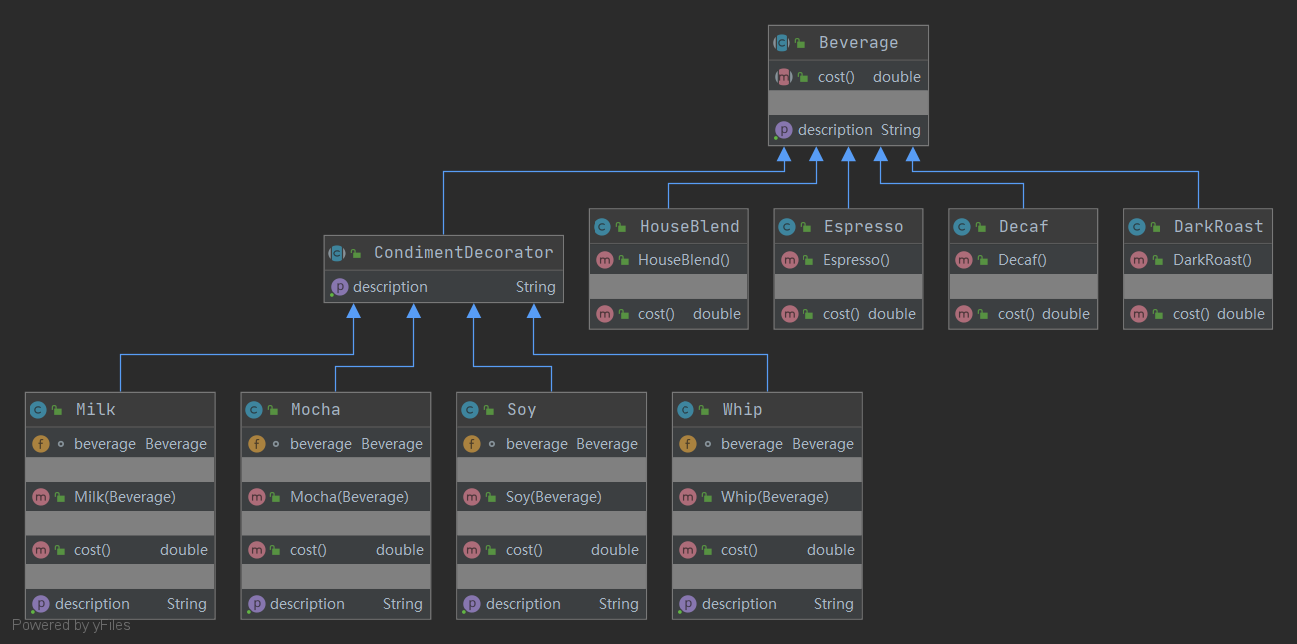 Beverage
cost() double
description String
CondimentDecorator
description String
HouseBlend
HouseBlend()
cost() double
Espresso
Espresso()
cost() double
Decaf
Decaf()
cost() double
DarkRoast
DarkRoast()
cost() double
Milk
beverage Beverage
Milk(Beverage)
cost() double
description String
Mocha
beverage Beverage
Mocha(Beverage)
cost() double
description String
Soy
beverage Beverage
Soy(Beverage)
cost() double
description String
Whip
beverage Beverage
Whip(Beverage)
cost() double
description String
Powered by yFiles